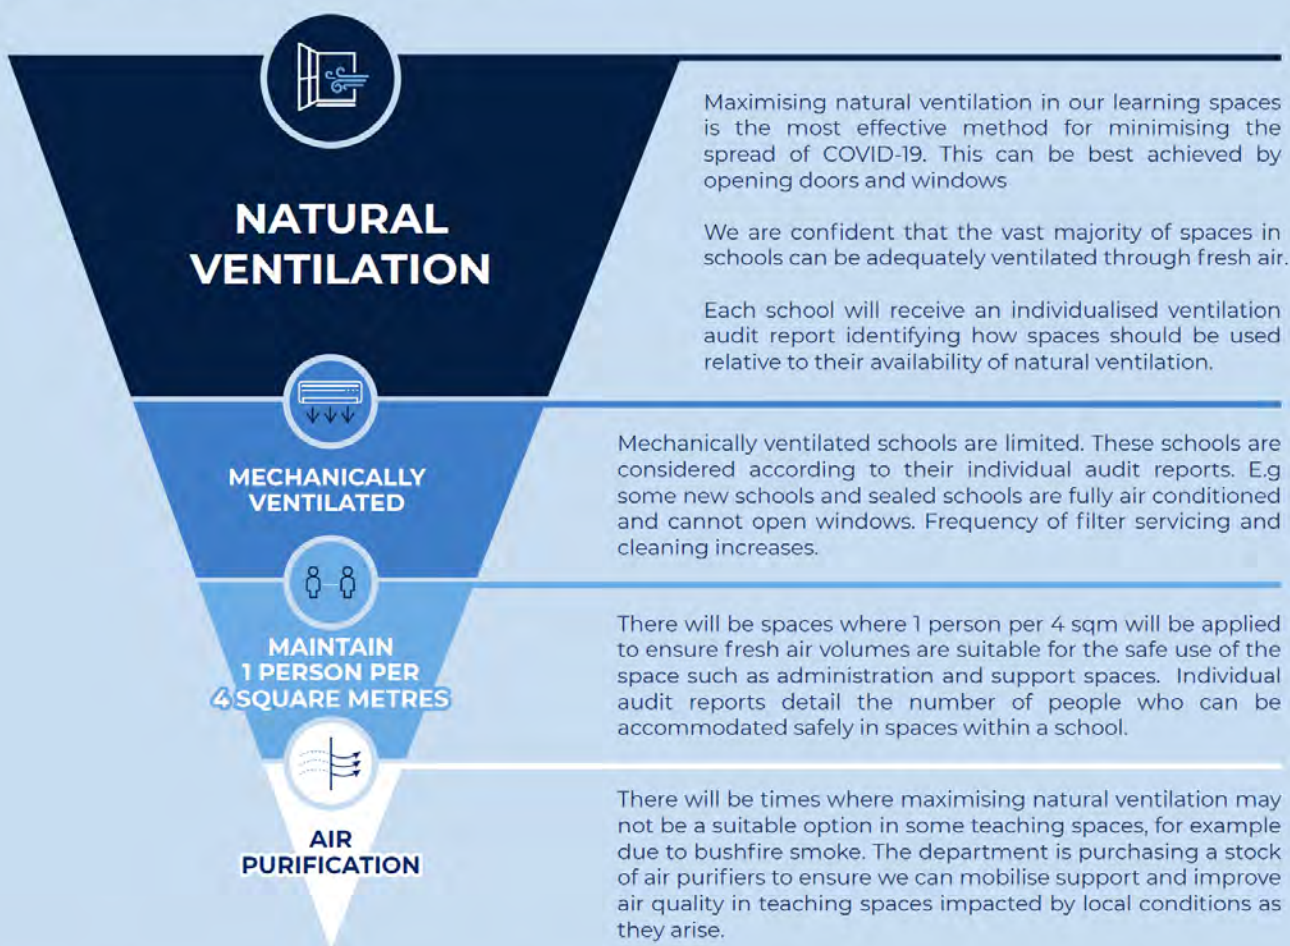 NATURAL
VENTILATION
Maximising natural ventilation in our learning spaces
is the most effective method for minimising the
spread of COVID-19. This can be best achieved by
opening doors and windows
We are confident that the vast majority of spaces in
schools can be adequately ventilated through fresh air.
Each school will receive an individualised ventilation
audit report identifying how spaces should be used
relative to their availability of natural ventilation.
MECHANICALLY
VENTILATED
Mechanically ventilated schools are limited. These schools are
considered according to their individual audit reports. E.g
some new schools and sealed schools are fully air conditioned
and cannot open windows. Frequency of filter servicing and
cleaning increases.
MAINTAIN
1 PERSON PER
4 SQUARE METRES
There will be spaces where 1 person per 4 sqm will be applied
to ensure fresh air volumes are suitable for the safe use of the
space such as administration and support spaces. Individual
audit reports detail the number of people who can be
accommodated safely in spaces within a school.
AIR
PURIFICATION
There will be times where maximising natural ventilation may
not be a suitable option in some teaching spaces, for example
due to bushfire smoke. The department is purchasing a stock
of air purifiers to ensure we can mobilise support and improve
air quality in teaching spaces impacted by local conditions as
they arise.